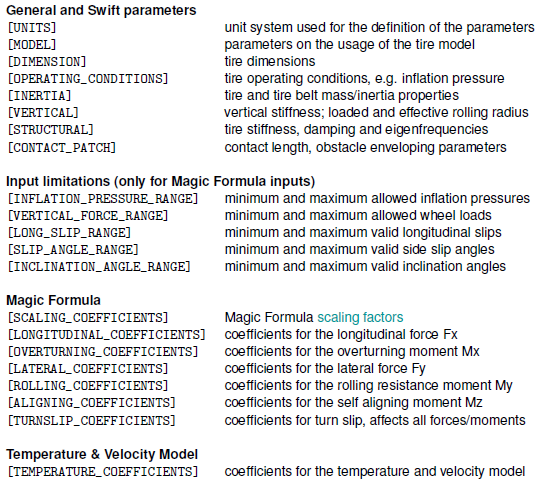 General and Swift parameters
[UNITS] unit system used for the definition of the parameters
[MODEL] parameters on the usage of the tire model
[DIMENSION] tire dimensions
[OPERATING_CONDITIONS] tire operating conditions, e.g. inflation pressure
[INERTIA] tire and tire belt mass/inertia properties
[VERTICAL] vertical stiffness; loaded and effective rolling radius
[STRUCTURAL] tire stiffness, damping and eigenfrequencies
[CONTACT_PATCH] contact length, obstacle enveloping parameters
Input limitations (only for Magic Formula inputs)
[INFLATION_PRESSURE_RANGE] minimum and maximum allowed inflation pressures
[VERTICAL_FORCE_RANGE] minimum and maximum allowed wheel loads
[LONG_SLIP_RANGE] minimum and maximum valid longitudinal slips
[SLIP_ANGLE_RANGE] minimum and maximum valid side slip angles
[INCLINATION_ANGLE_RANGE] minimum and maximum valid inclination angles
Magic Formula
[SCALING_COEFFICIENTS] Magic Formula scaling factors
[LONGITUDINAL_COEFFICIENTS] coefficients for the longitudinal force Fx
[OVERTURNING_COEFFICIENTS] coefficients for the overturning moment Mx
[LATERAL_COEFFICIENTS] coefficients for the lateral force Fy
[ROLLING_COEFFICIENTS] coefficients for the rolling resistance moment My
[ALIGNING_COEFFICIENTS] coefficients for the self aligning moment Mz
[TURNSLIP_COEFFICIENTS] coefficients for turn slip, affects all forces/moments
Temperature & Velocity Model
[TEMPERATURE_COEFFICIENTS] coefficients for the temperature and velocity model